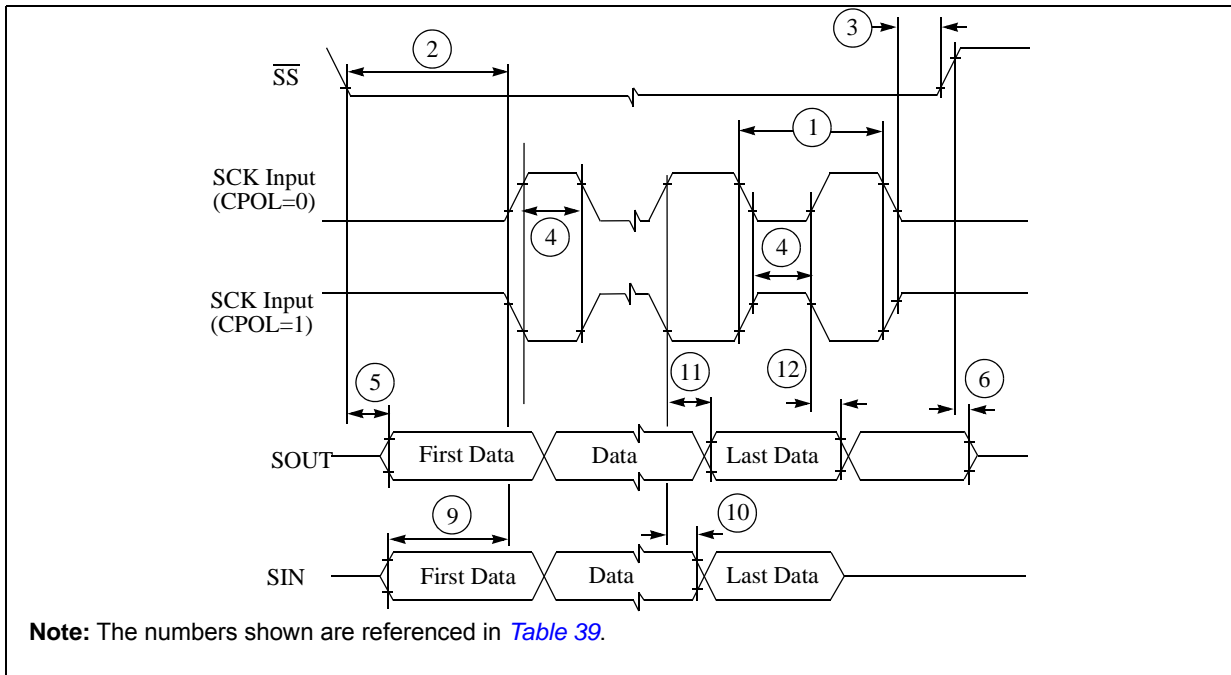 3
2
SS
1
SCK Input
(CPOL=0)
4
4
SCK Input
(CPOL=1)
5
11
12
6
SOUT
First Data
Data
Last Data
9
10
SIN
First Data
Data
Last Data
Note: The numbers shown are referenced in Table 39.